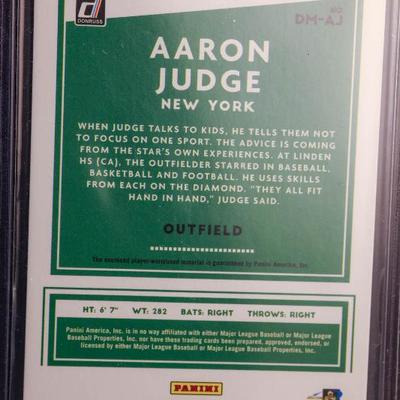 DONRUSS
NO.
DM-AJ
AARON
JUDGE
NEW YORK
WHEN JUDGE TALKS TO KIDS, HE TELLS THEM NOT
TO FOCUS ON ONE SPORT. THE ADVICE IS COMING
FROM THE STAR'S OWN EXPERIENCES. AT LINDEN
HS (CA), THE OUTFIELDER STARRED IN BASEBALL,
BASKETBALL AND FOOTBALL. HE USES SKILLS
FROM EACH ON THE DIAMOND. "THEY ALL FIT
HAND IN HAND," JUDGE SAID.
OUTFIELD
The enclosed player-worn/used material is guaranteed by Panini America, Inc.
HT: 6' 7" WT: 282 BATS: RIGHT THROWS: RIGHT
Panini America, Inc. is in no way affiliated with either Major League Baseball or Major League
Baseball Properties, Inc. nor have these trading cards been prepared, approved, endorsed, or
licensed by either Major League Baseball or Major League Baseball Properties, Inc.
PANINI